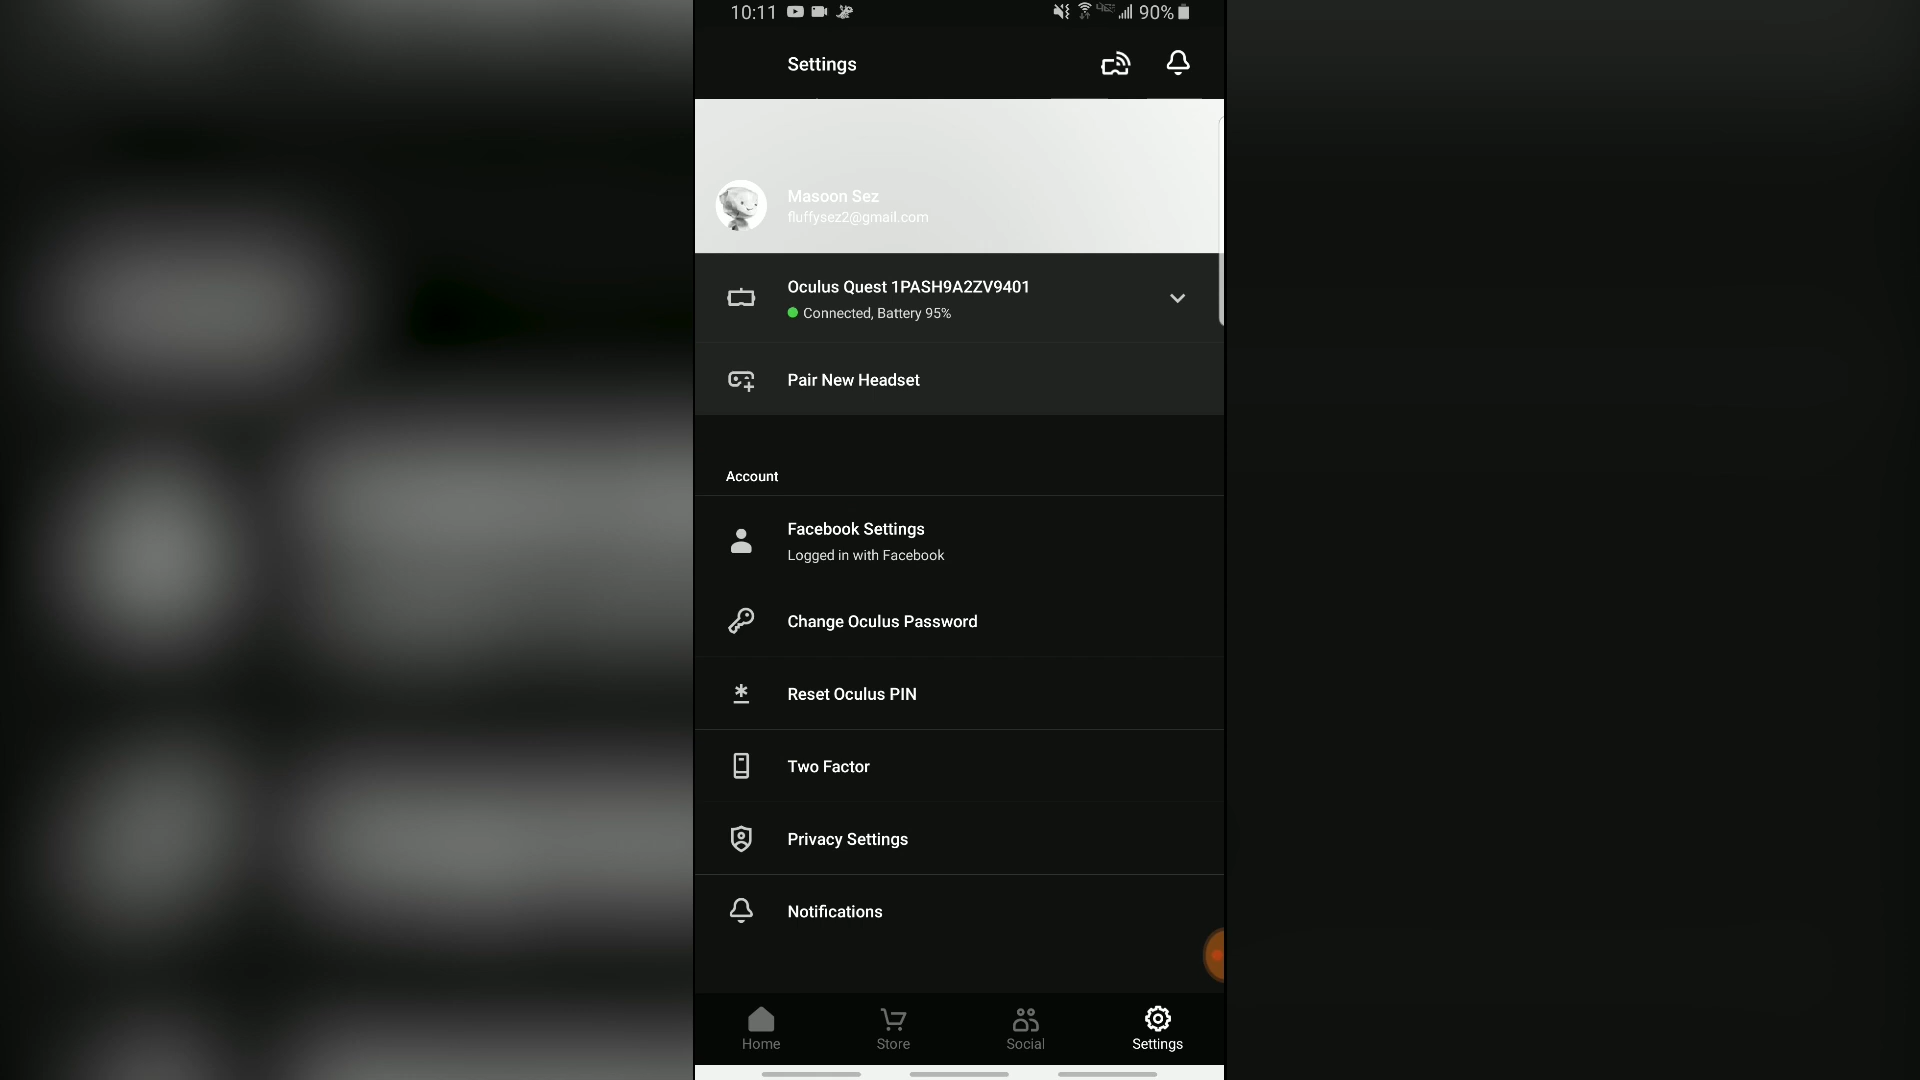 10:11
90%
Settings
Masoon Sez
fluffysez2@gmail.com
Oculus Quest 1PASH9A2ZV9401
Connected, Battery 95%
Pair New Headset
Account
Facebook Settings
Logged in with Facebook
Change Oculus Password
Reset Oculus PIN
Two Factor
Privacy Settings
Notifications
Home
Store
Social
Settings